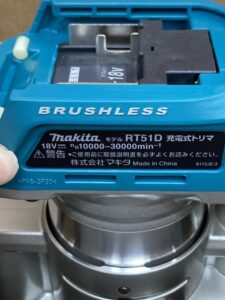 18v
BRUSHLESS
makita モデル RT51D 充電式トリマ
18V⎓ n₀10000-30000min⁻¹
⚠警告 •ご使用前に取扱説明書を必ずよくお読みください。
株式会社マキタ Made in China